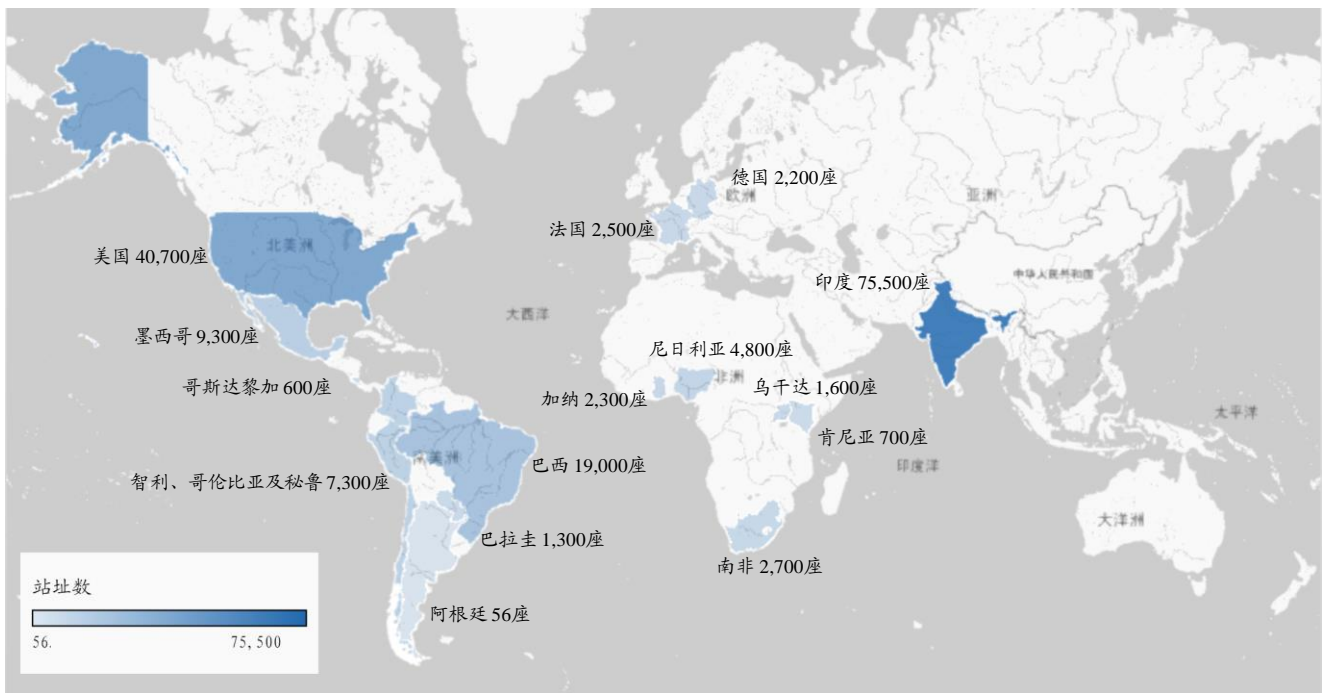 德国 2,200座
欧洲
亚洲
法国 2,500座
北美洲
美国 40,700座
中华人民共和国
印度 75,500座
大西洋
墨西哥 9,300座
尼日利亚 4,800座
非洲
哥斯达黎加 600座
加纳 2,300座
乌干达 1,600座
太平洋
肯尼亚 700座
南美洲
巴西 19,000座
印度洋
智利、哥伦比亚及秘鲁 7,300座
大洋洲
巴拉圭 1,300座
南非 2,700座
站址数
阿根廷 56座
56.
75,500